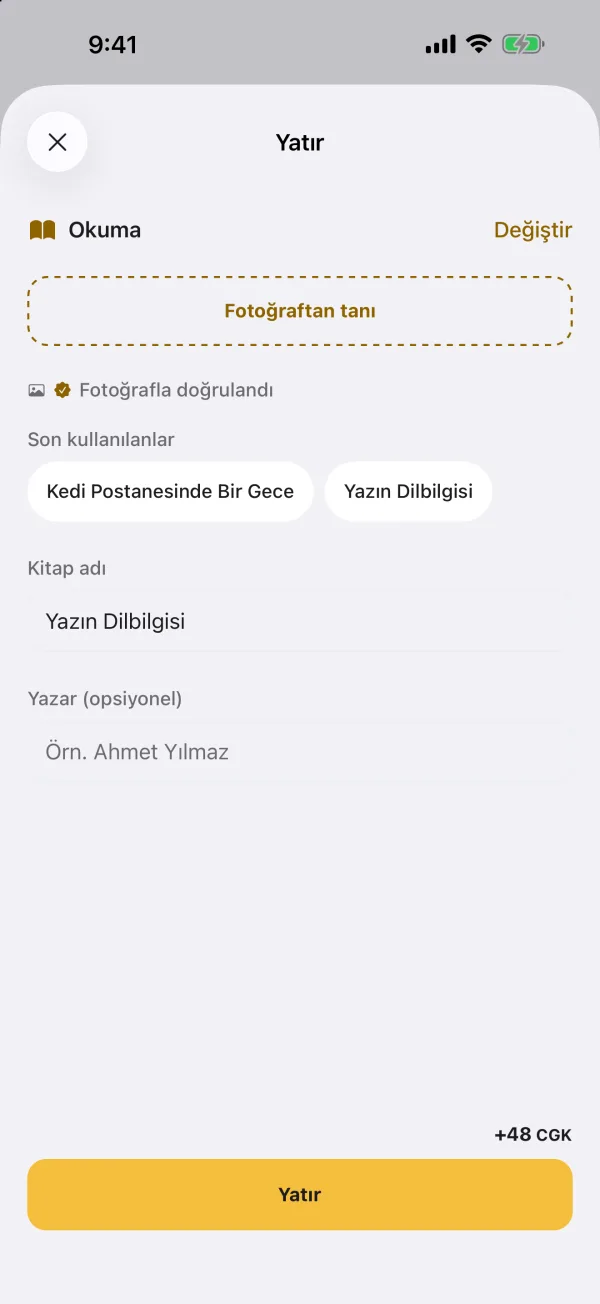 9:41
Yatır
Okuma
Değiştir
Fotoğraftan tanı
Fotoğrafla doğrulandı
Son kullanılanlar
Kedi Postanesinde Bir Gece
Yazın Dilbilgisi
Kitap adı
Yazın Dilbilgisi
Yazar (opsiyonel)
Örn. Ahmet Yılmaz
+48 CGK
Yatır